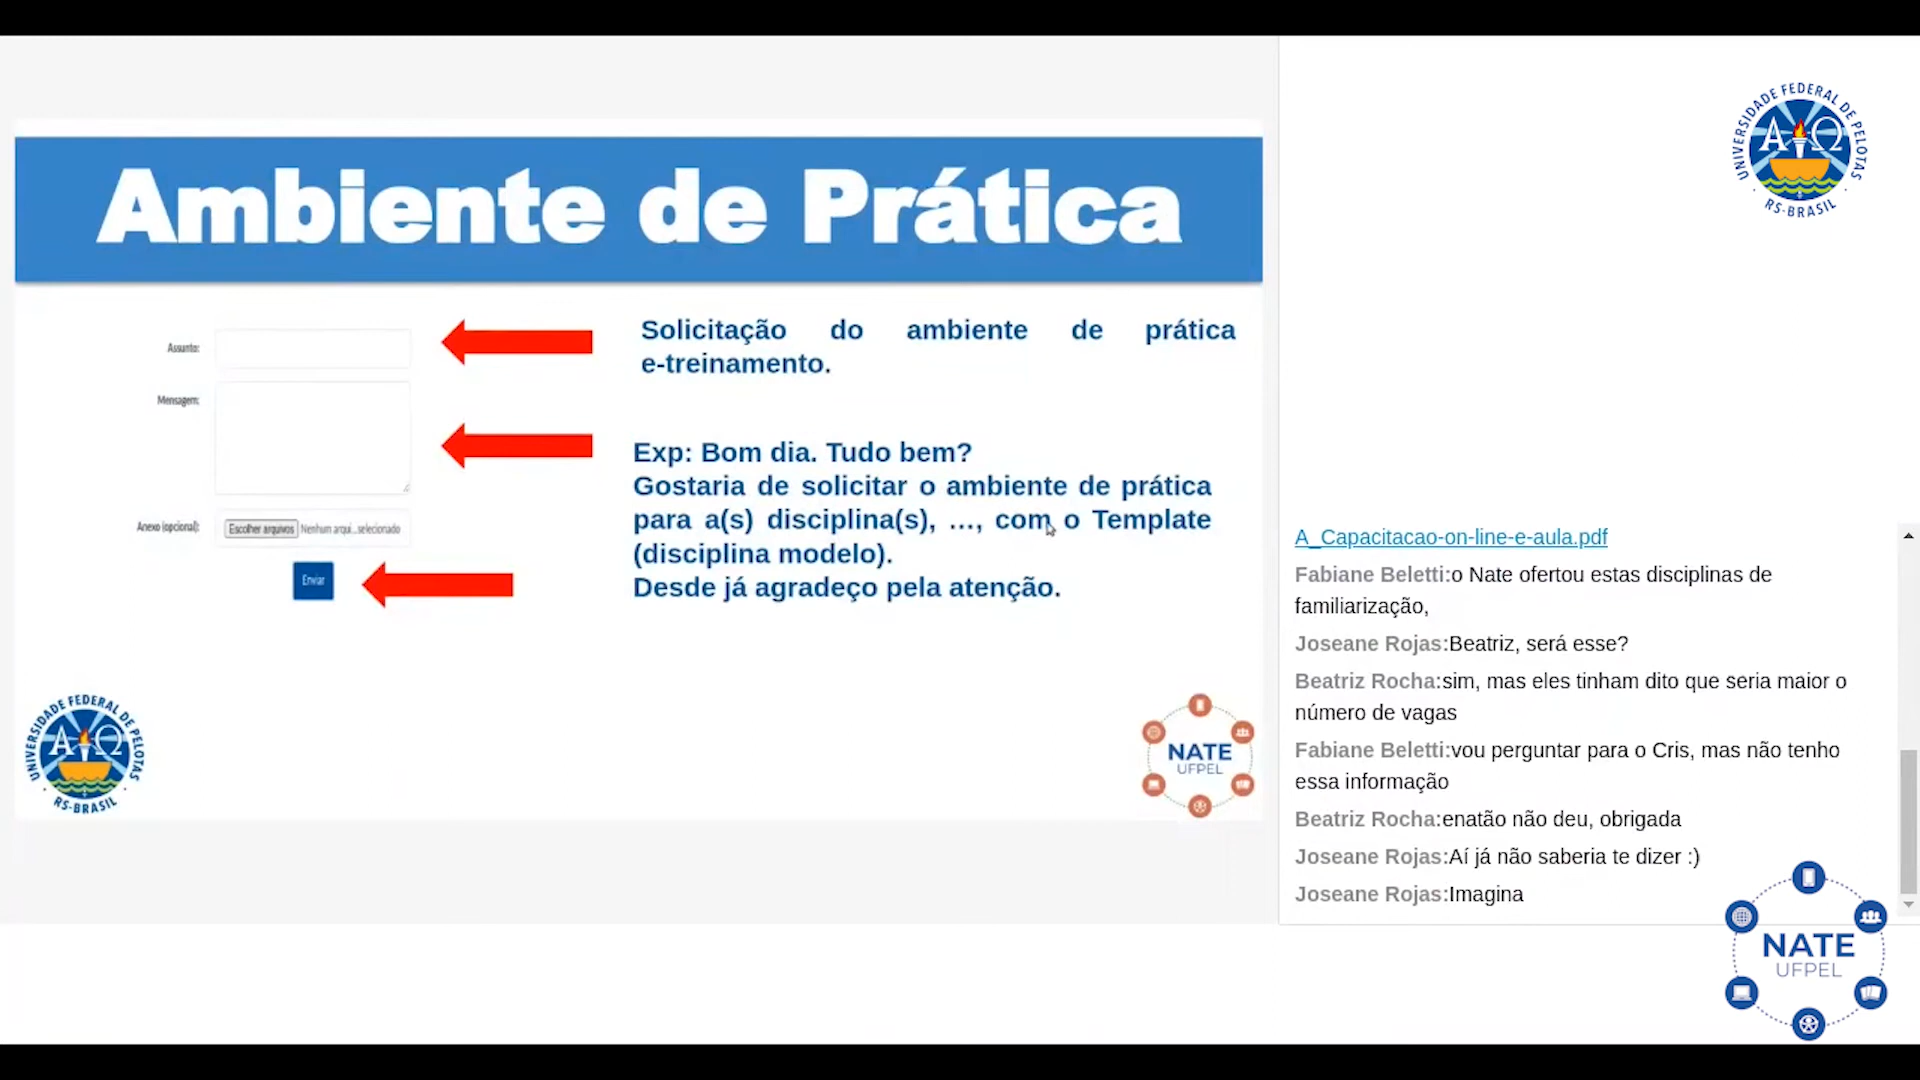 Ambiente de Prática
Assunto:
Mensagem:
Anexo (opcional):
Escolher arquivos Nenhum arqui...selecionado
Enviar
Solicitação do ambiente de prática
e-treinamento.
Exp: Bom dia. Tudo bem?
Gostaria de solicitar o ambiente de prática
para a(s) disciplina(s), ..., com o Template
(disciplina modelo).
Desde já agradeço pela atenção.
UNIVERSIDADE FEDERAL DE PELOTAS
ΑΩ
RS-BRASIL
NATE
UFPEL
UNIVERSIDADE FEDERAL DE PELOTAS
ΑΩ
RS-BRASIL
A_Capacitacao-on-line-e-aula.pdf
Fabiane Beletti:o Nate ofertou estas disciplinas de
familiarização,
Joseane Rojas:Beatriz, será esse?
Beatriz Rocha:sim, mas eles tinham dito que seria maior o
número de vagas
Fabiane Beletti:vou perguntar para o Cris, mas não tenho
essa informação
Beatriz Rocha:enatão não deu, obrigada
Joseane Rojas:Aí já não saberia te dizer :)
Joseane Rojas:Imagina
NATE
UFPEL